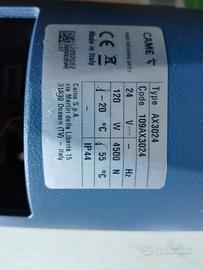 CAME
Made in Italy
Type AX3024
Code 109AX3024
24 V ⎓ - Hz
120 W 4500 N
-20 °C 55 °C
IP44
Came S.p.A.
Via Martiri della Libertà 15
31030 Dosson (TV) - Italy
subito